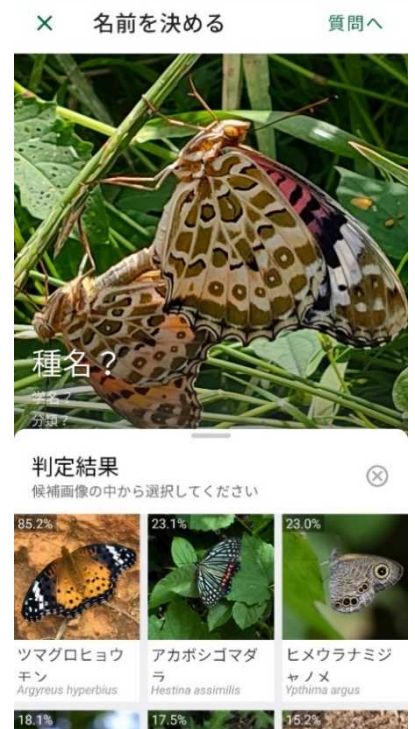 × 名前を決める 質問へ
種名？
学名？
分類？
判定結果
候補画像の中から選択してください
85.2% 23.1% 23.0%
ツマグロヒョウ アカボシゴマダ ヒメウラナミジ
モン ラ ャノメ
Argyreus hyperbius Hestina assimilis Ypthima argus
18.1% 17.5% 15.2%